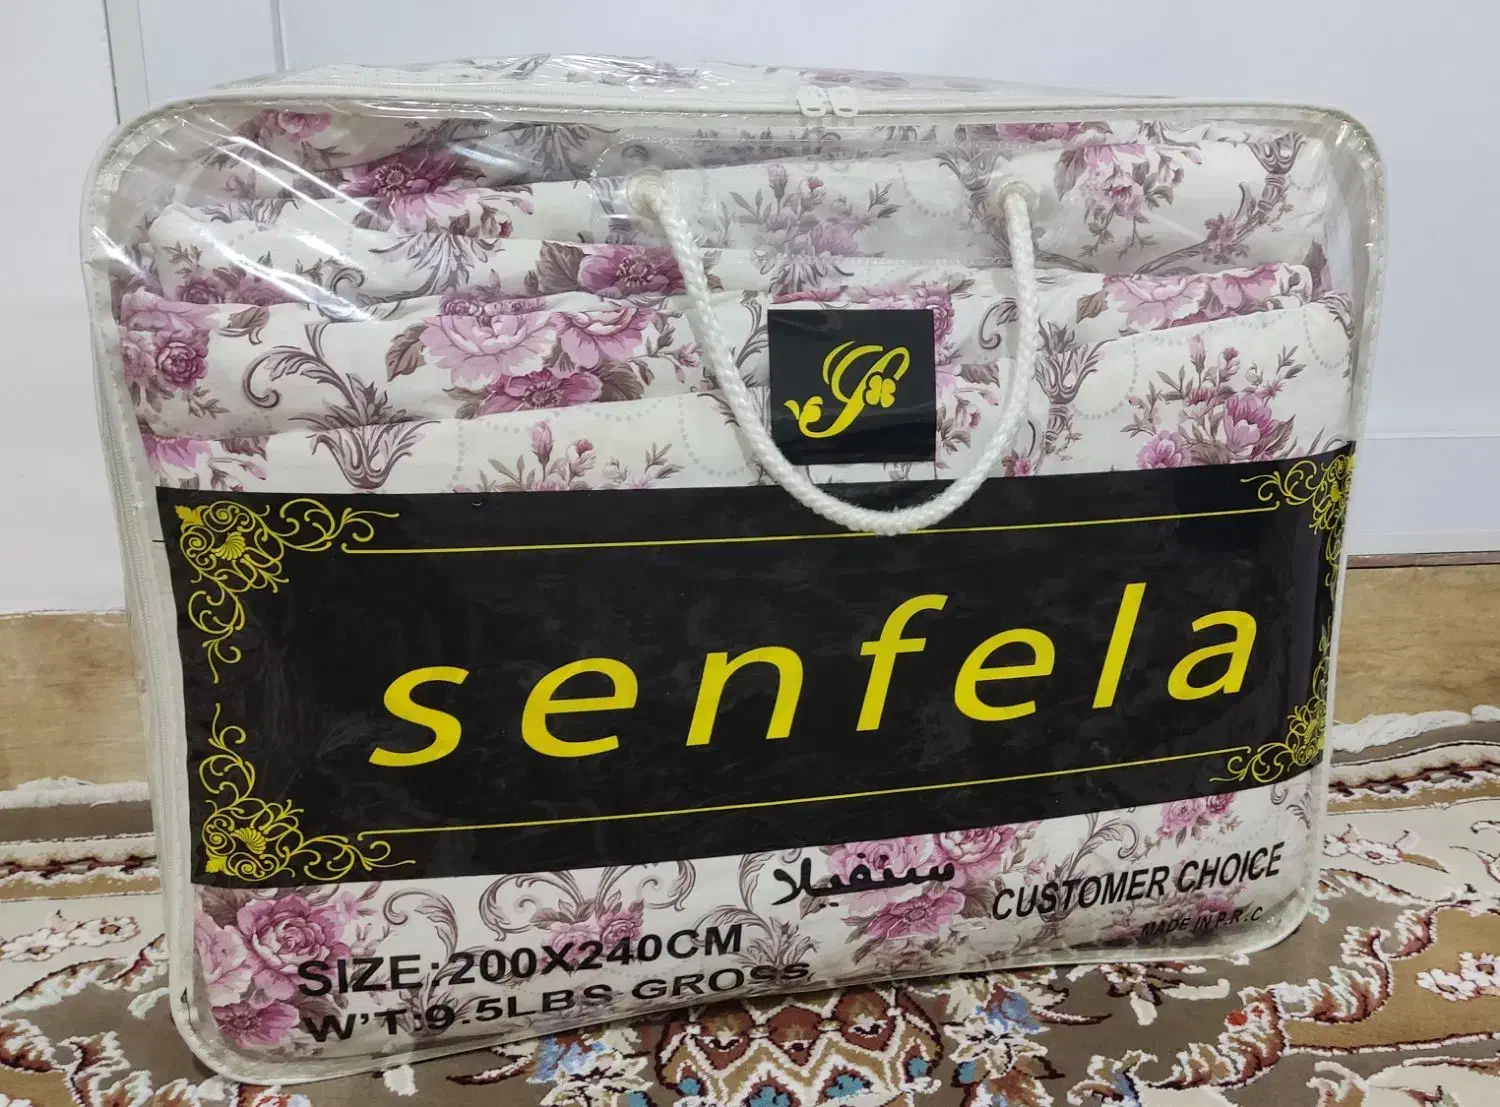 senfela
سنفيلا
CUSTOMER CHOICE
MADE IN P.R.C
SIZE:200X240CM
W'T:9.5LBS GROSS